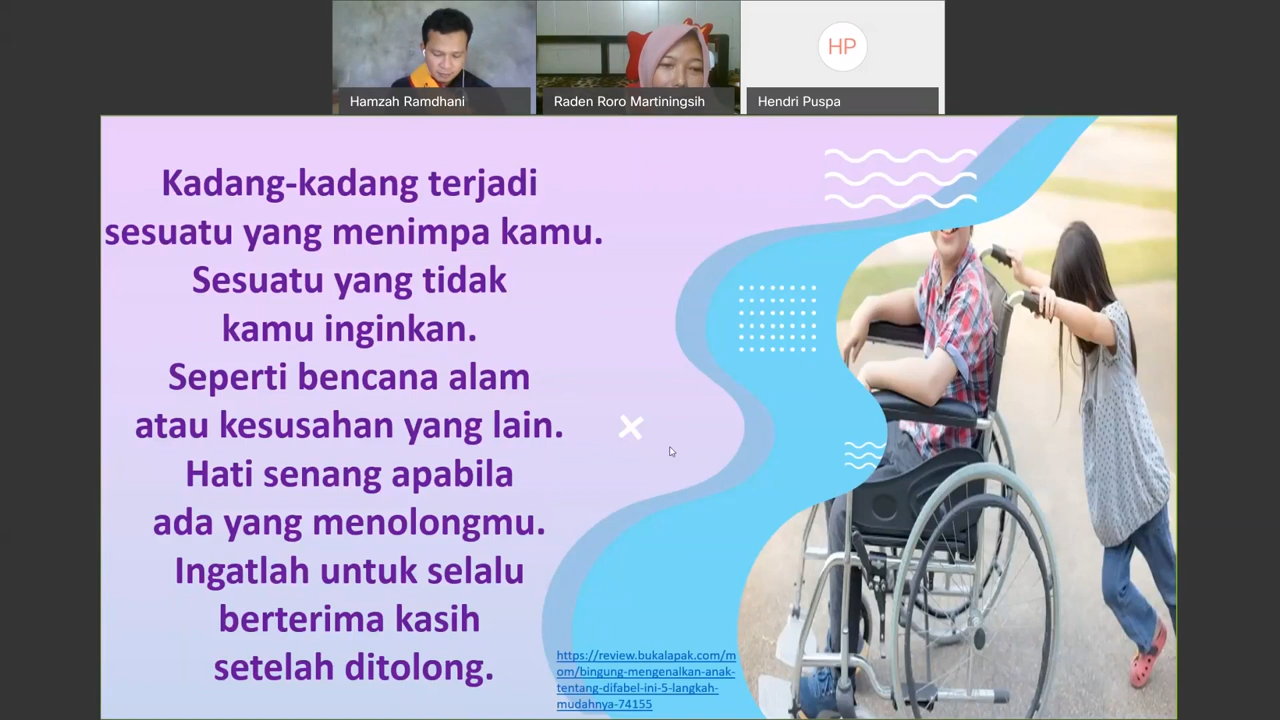 Hamzah Ramdhani
Raden Roro Martiningsih
HP
Hendri Puspa
Kadang-kadang terjadi
sesuatu yang menimpa kamu.
Sesuatu yang tidak
kamu inginkan.
Seperti bencana alam
atau kesusahan yang lain.
Hati senang apabila
ada yang menolongmu.
Ingatlah untuk selalu
berterima kasih
setelah ditolong.
https://review.bukalapak.com/m
om/bingung-mengenalkan-anak-
tentang-difabel-ini-5-langkah-
mudahnya-74155